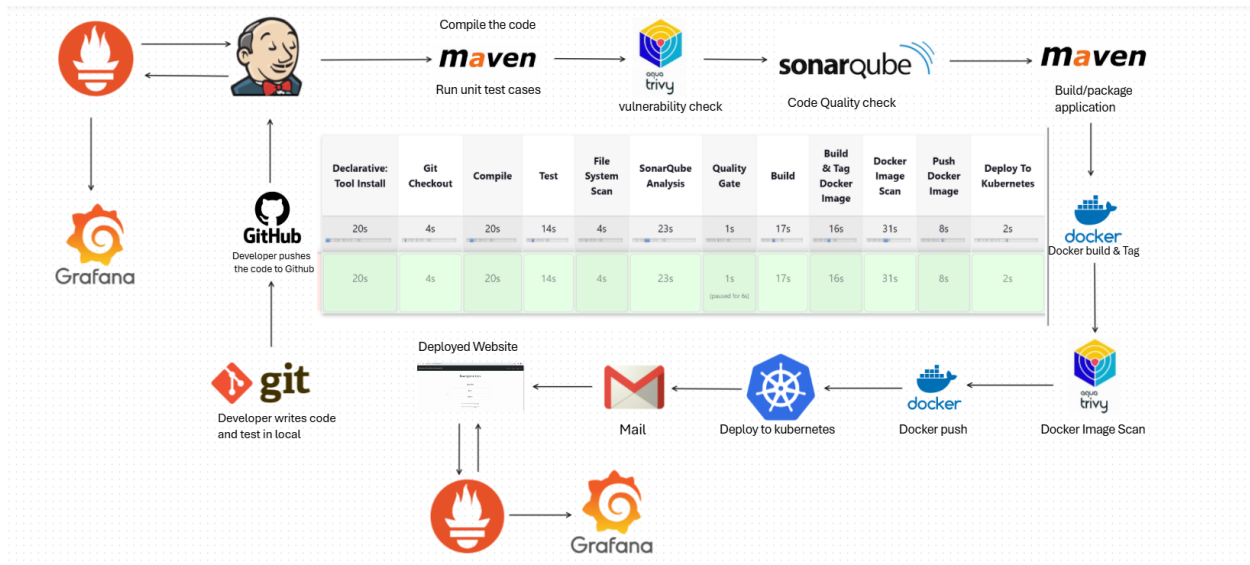 Compile the code
maven
Run unit test cases
aqua
trivy
vulnerability check
sonarqube
Code Quality check
maven
Build/package
application
Declarative:
Tool Install
Git
Checkout
Compile
Test
File
System
Scan
SonarQube
Analysis
Quality
Gate
Build
Build
& Tag
Docker
Image
Docker
Image
Scan
Push
Docker
Image
Deploy To
Kubernetes
20s 4s 20s 14s 4s 23s 1s 17s 16s 31s 8s 2s
20s 4s 20s 14s 4s 23s 1s 17s 16s 31s 8s 2s
(paused for 6s)
Grafana
GitHub
Developer pushes
the code to Github
docker
Docker build & Tag
git
Developer writes code
and test in local
Deployed Website
Mail
Deploy to kubernetes
docker
Docker push
aqua
trivy
Docker Image Scan
Grafana